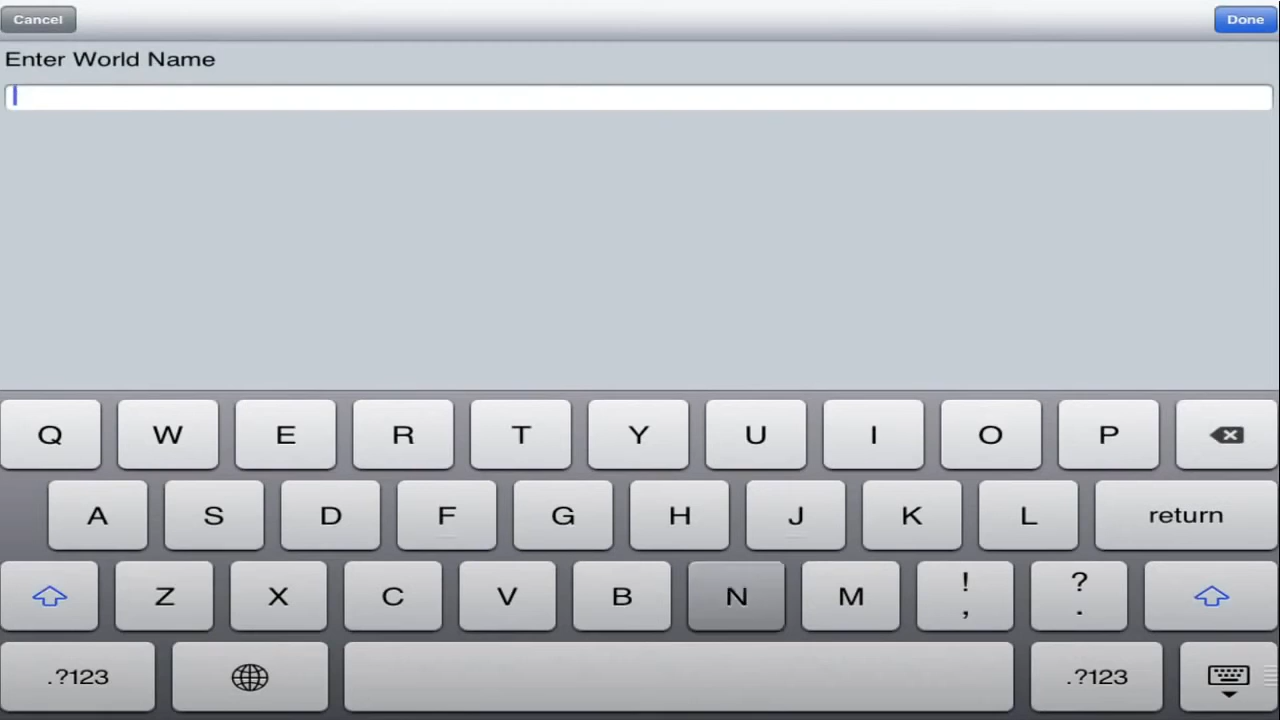 Cancel Done
Enter World Name
Q W E R T Y U I O P
A S D F G H J K L return
Z X C V B N M ! , ? .
.?123 .?123